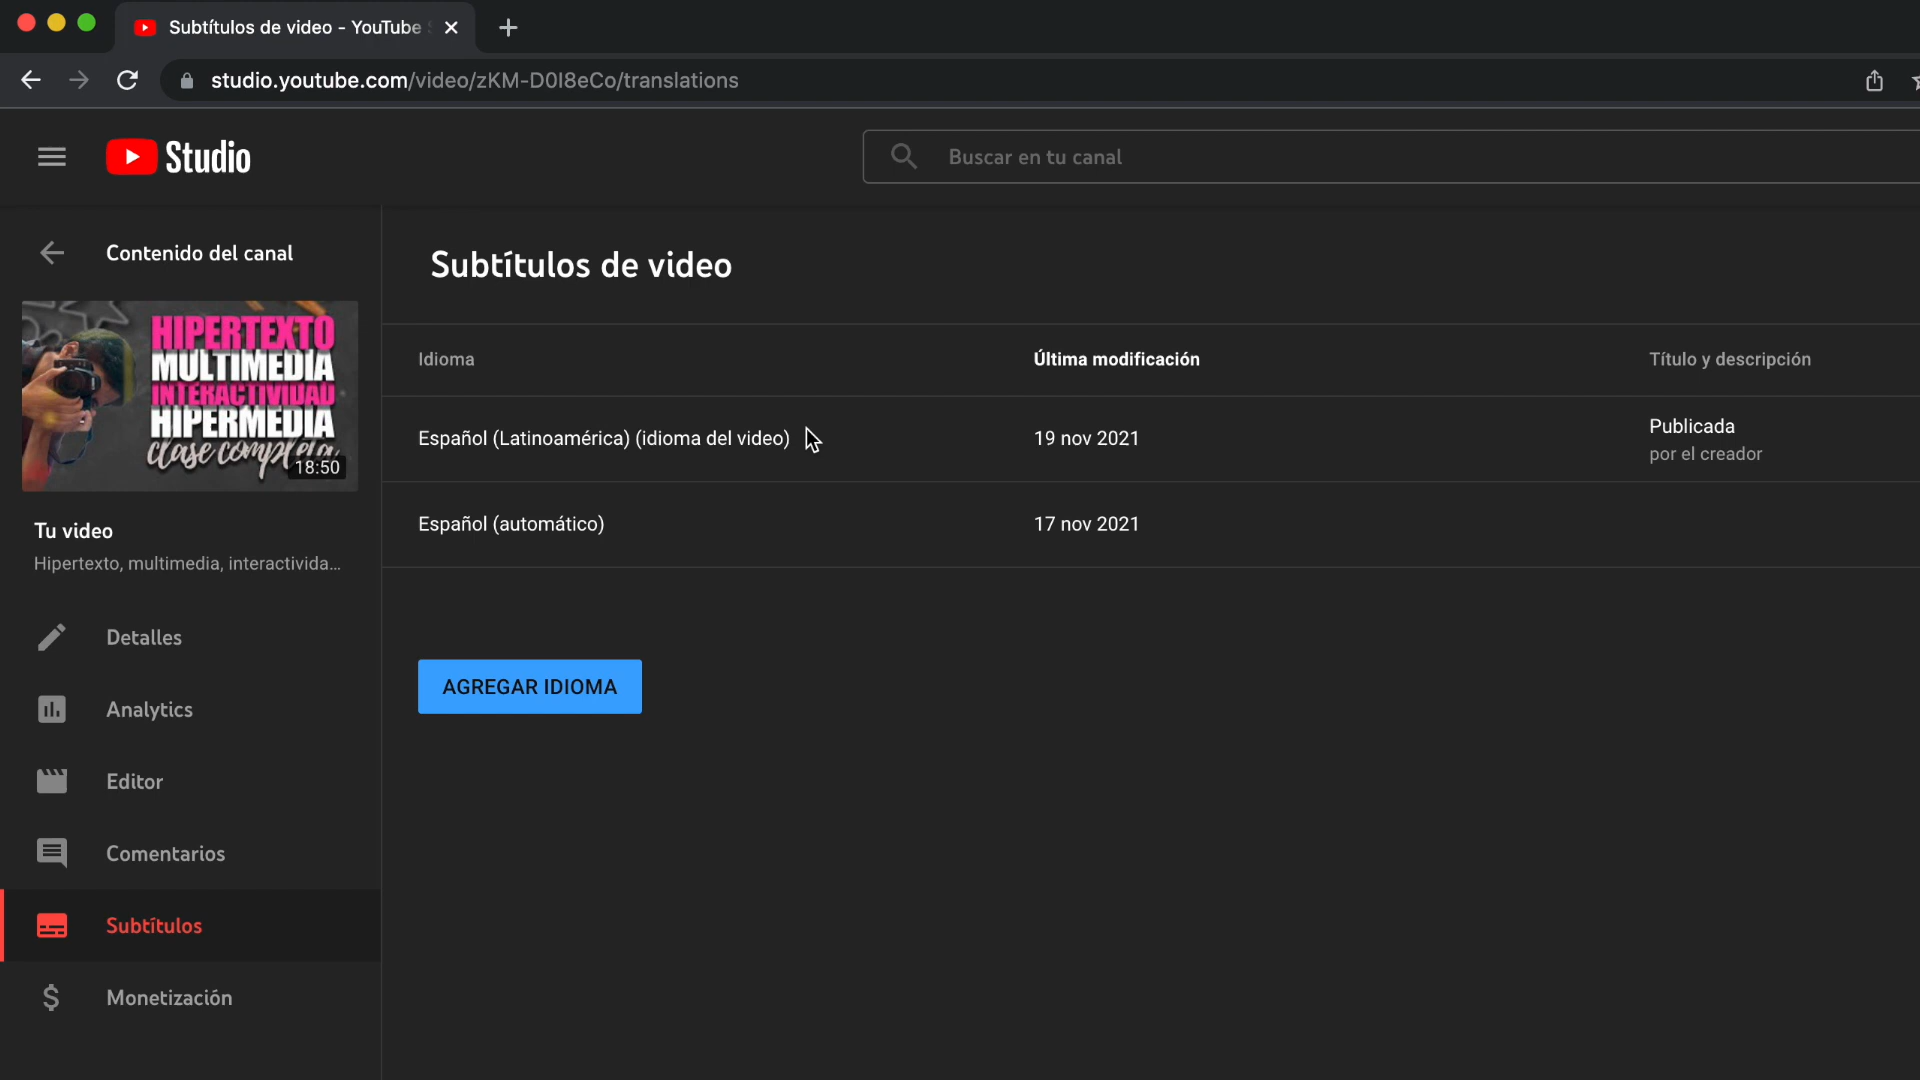 Subtítulos de video - YouTube
studio.youtube.com/video/zKM-D0I8eCo/translations
Studio
Buscar en tu canal
Contenido del canal
HIPERTEXTO
MULTIMEDIA
INTERACTIVIDAD
HIPERMEDIA
clase completa
18:50
Tu video
Hipertexto, multimedia, interactivida...
Detalles
Analytics
Editor
Comentarios
Subtítulos
Monetización
Subtítulos de video
Idioma
Última modificación
Título y descripción
Español (Latinoamérica) (idioma del video)
19 nov 2021
Publicada
por el creador
Español (automático)
17 nov 2021
AGREGAR IDIOMA